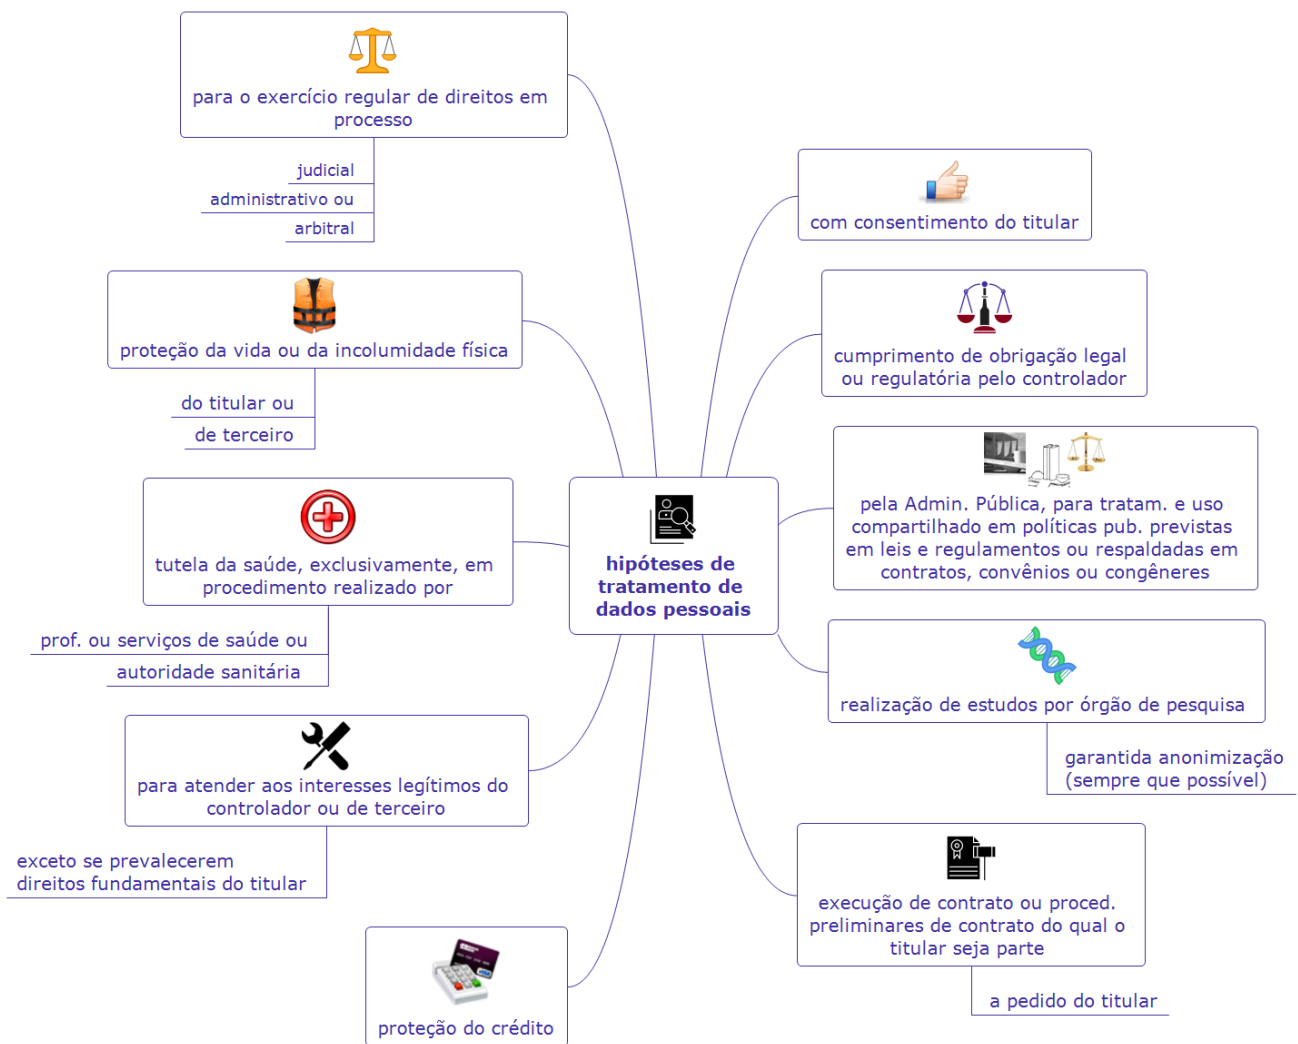 para o exercício regular de direitos em
processo
judicial
administrativo ou
arbitral
proteção da vida ou da incolumidade física
do titular ou
de terceiro
tutela da saúde, exclusivamente, em
procedimento realizado por
prof. ou serviços de saúde ou
autoridade sanitária
para atender aos interesses legítimos do
controlador ou de terceiro
exceto se prevalecerem
direitos fundamentais do titular
proteção do crédito
hipóteses de
tratamento de
dados pessoais
com consentimento do titular
cumprimento de obrigação legal
ou regulatória pelo controlador
pela Admin. Pública, para tratam. e uso
compartilhado em políticas pub. previstas
em leis e regulamentos ou respaldadas em
contratos, convênios ou congêneres
realização de estudos por órgão de pesquisa
garantida anonimização
(sempre que possível)
execução de contrato ou proced.
preliminares de contrato do qual o
titular seja parte
a pedido do titular